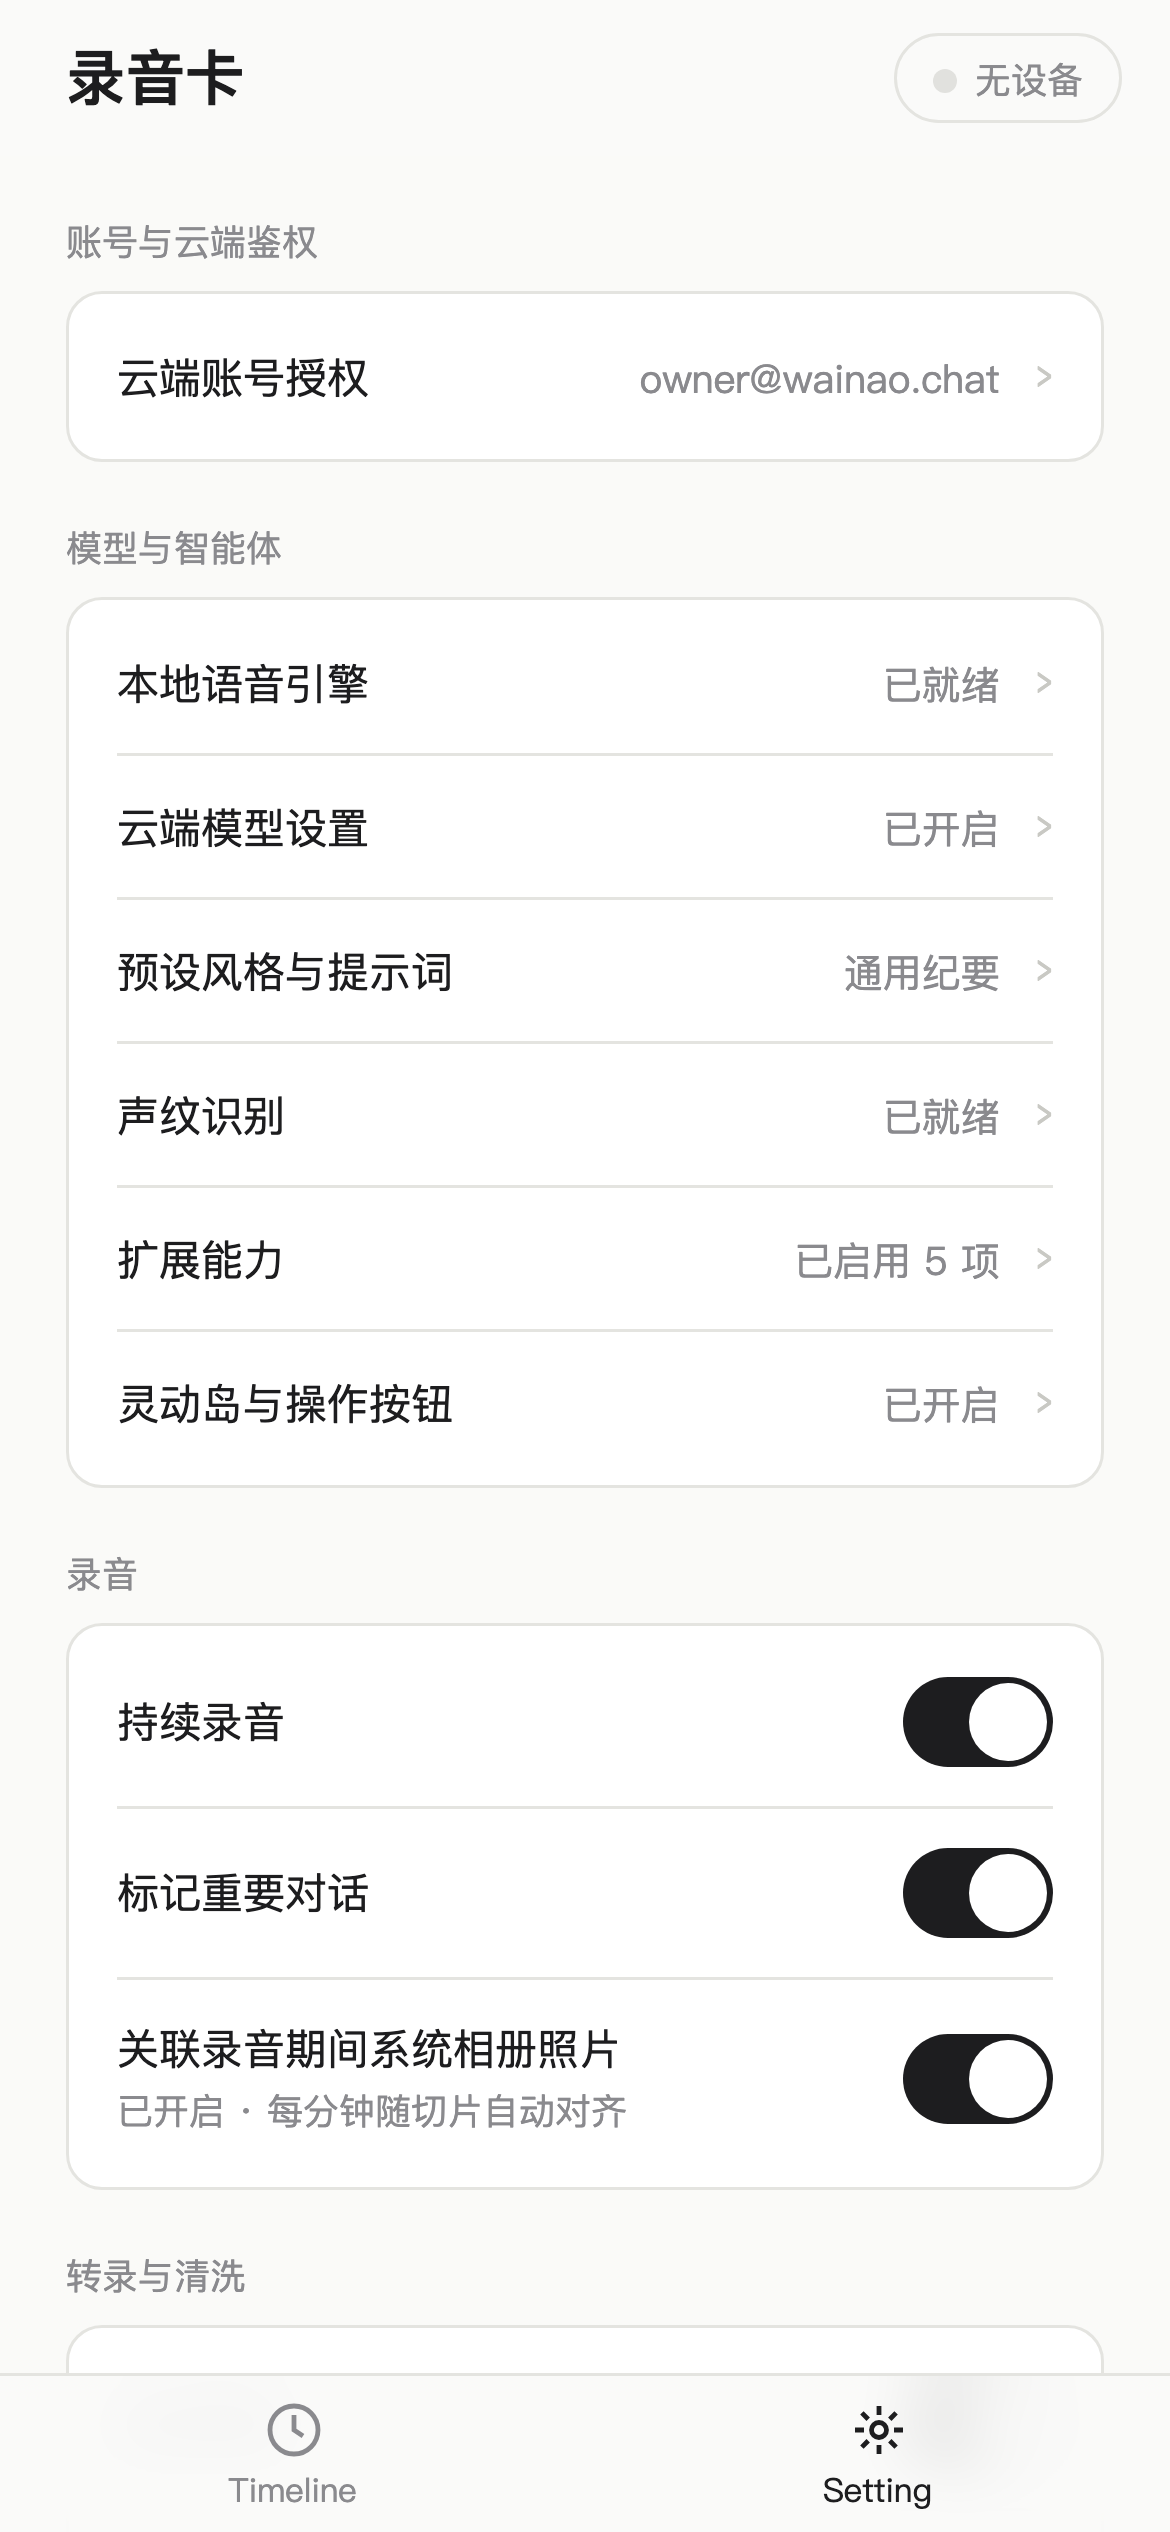 录音卡
无设备
账号与云端鉴权
云端账号授权 owner@wainao.chat
模型与智能体
本地语音引擎 已就绪
云端模型设置 已开启
预设风格与提示词 通用纪要
声纹识别 已就绪
扩展能力 已启用 5 项
灵动岛与操作按钮 已开启
录音
持续录音
标记重要对话
关联录音期间系统相册照片
已开启 · 每分钟随切片自动对齐
转录与清洗
Timeline
Setting